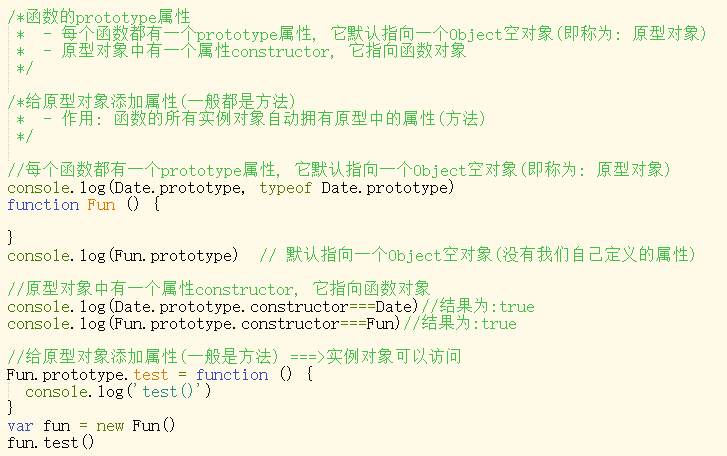 /*函数的prototype属性
 *  - 每个函数都有一个prototype属性, 它默认指向一个Object空对象(即称为: 原型对象)
 *  - 原型对象中有一个属性constructor, 它指向函数对象
 */
/*给原型对象添加属性(一般都是方法)
 *  - 作用: 函数的所有实例对象自动拥有原型中的属性(方法)
 */
//每个函数都有一个prototype属性, 它默认指向一个Object空对象(即称为: 原型对象)
console.log(Date.prototype, typeof Date.prototype)
function Fun () {
}
console.log(Fun.prototype)  // 默认指向一个Object空对象(没有我们自己定义的属性)
//原型对象中有一个属性constructor, 它指向函数对象
console.log(Date.prototype.constructor===Date)//结果为:true
console.log(Fun.prototype.constructor===Fun)//结果为:true
//给原型对象添加属性(一般是方法) ===>实例对象可以访问
Fun.prototype.test = function () {
  console.log('test()')
}
var fun = new Fun()
fun.test()